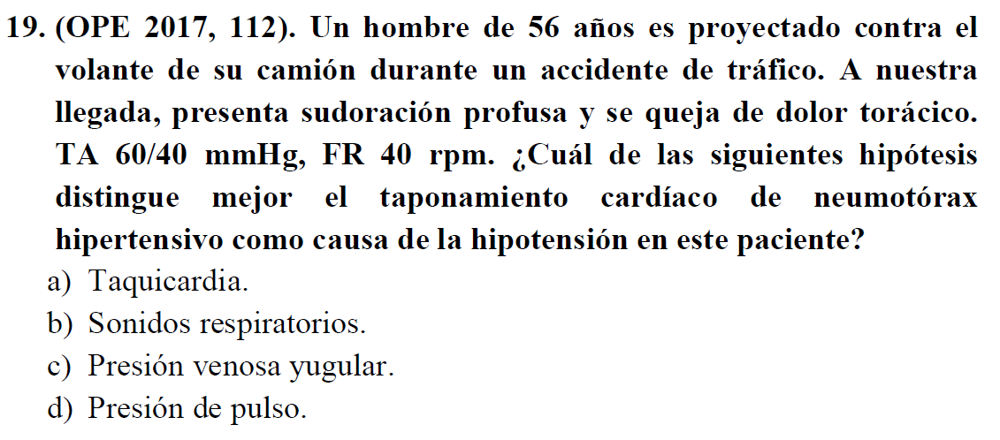 19. (OPE 2017, 112). Un hombre de 56 años es proyectado contra el
volante de su camión durante un accidente de tráfico. A nuestra
llegada, presenta sudoración profusa y se queja de dolor torácico.
TA 60/40 mmHg, FR 40 rpm. ¿Cuál de las siguientes hipótesis
distingue mejor el taponamiento cardíaco de neumotórax
hipertensivo como causa de la hipotensión en este paciente?
a) Taquicardia.
b) Sonidos respiratorios.
c) Presión venosa yugular.
d) Presión de pulso.